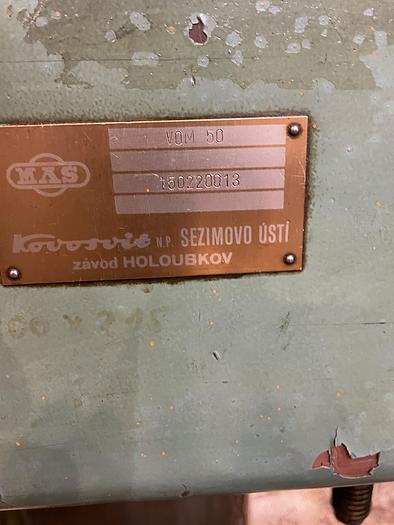 VOM 50
MAS
150220013
Kovosvit N.P. SEZIMOVO ÚSTÍ
závod HOLOUBKOV